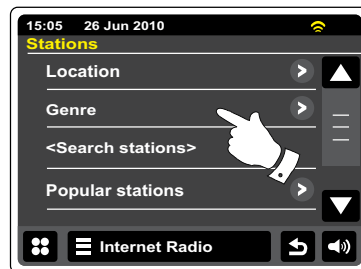 15:05 26 Jun 2010
Stations
Location
Genre
<Search stations>
Popular stations
Internet Radio